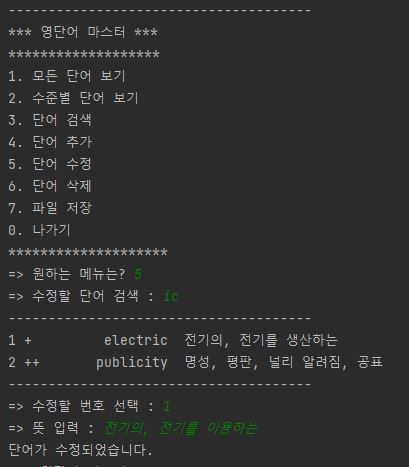 --------------------------------------
*** 영단어 마스터 ***
*******************
1. 모든 단어 보기
2. 수준별 단어 보기
3. 단어 검색
4. 단어 추가
5. 단어 수정
6. 단어 삭제
7. 파일 저장
0. 나가기
********************
=> 원하는 메뉴는? 5
=> 수정할 단어 검색 : ic
--------------------------------------
1 + electric 전기의, 전기를 생산하는
2 ++ publicity 명성, 평판, 널리 알려짐, 공표
--------------------------------------
=> 수정할 번호 선택 : 1
=> 뜻 입력 : 전기의, 전기를 이용하는
단어가 수정되었습니다.